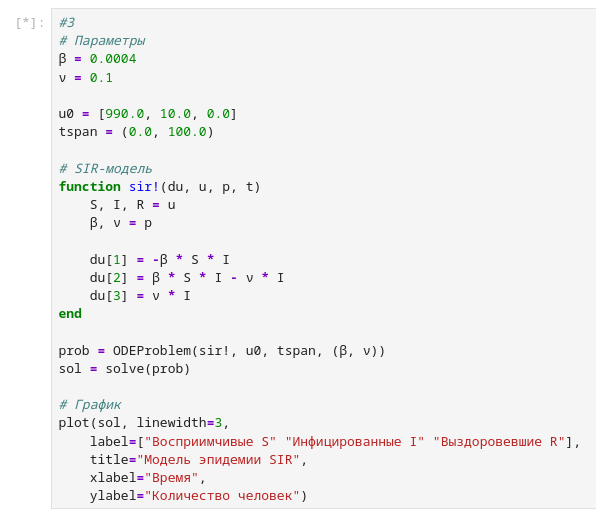 [*]:
#3
# Параметры
β = 0.0004
ν = 0.1

u0 = [990.0, 10.0, 0.0]
tspan = (0.0, 100.0)

# SIR-модель
function sir!(du, u, p, t)
    S, I, R = u
    β, ν = p

    du[1] = -β * S * I
    du[2] = β * S * I - ν * I
    du[3] = ν * I
end

prob = ODEProblem(sir!, u0, tspan, (β, ν))
sol = solve(prob)

# График
plot(sol, linewidth=3,
    label=["Восприимчивые S" "Инфицированные I" "Выздоровевшие R"],
    title="Модель эпидемии SIR",
    xlabel="Время",
    ylabel="Количество человек")